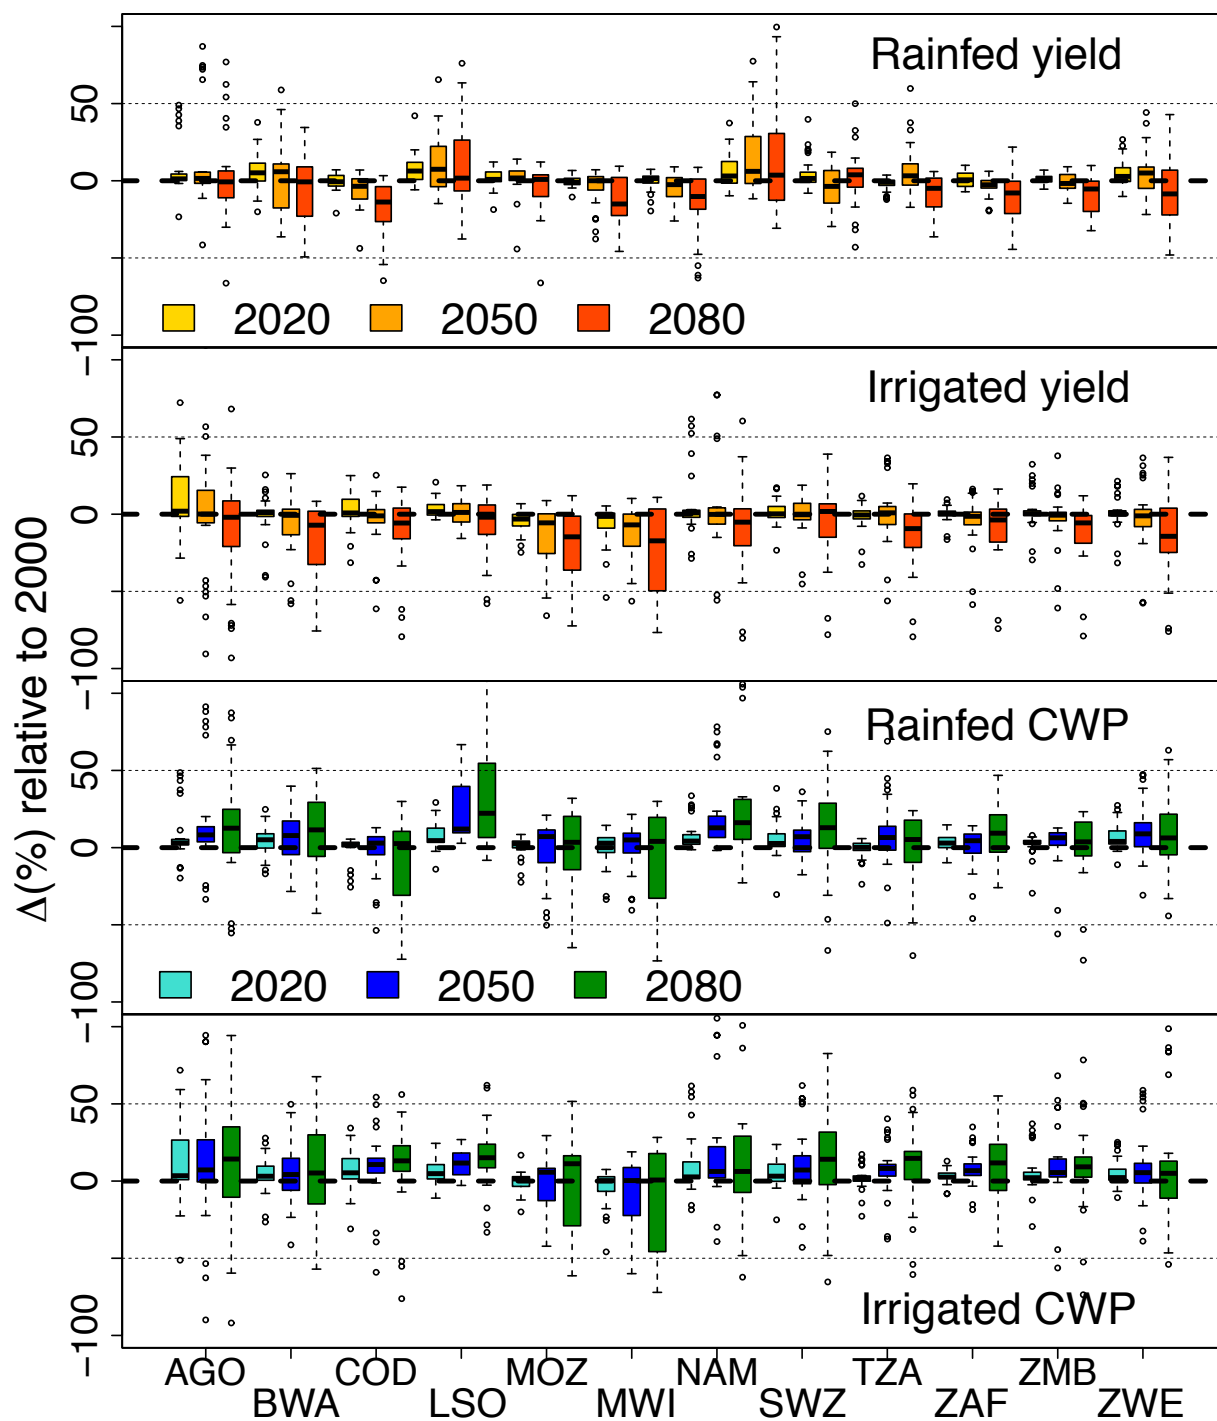 Rainfed yield
50
0
−100
2020 2050 2080
Irrigated yield
50
0
−100
Δ(%) relative to 2000
Rainfed CWP
50
0
−100
2020 2050 2080
50
0
−100
Irrigated CWP
AGO COD MOZ NAM TZA ZMB
BWA LSO MWI SWZ ZAF ZWE